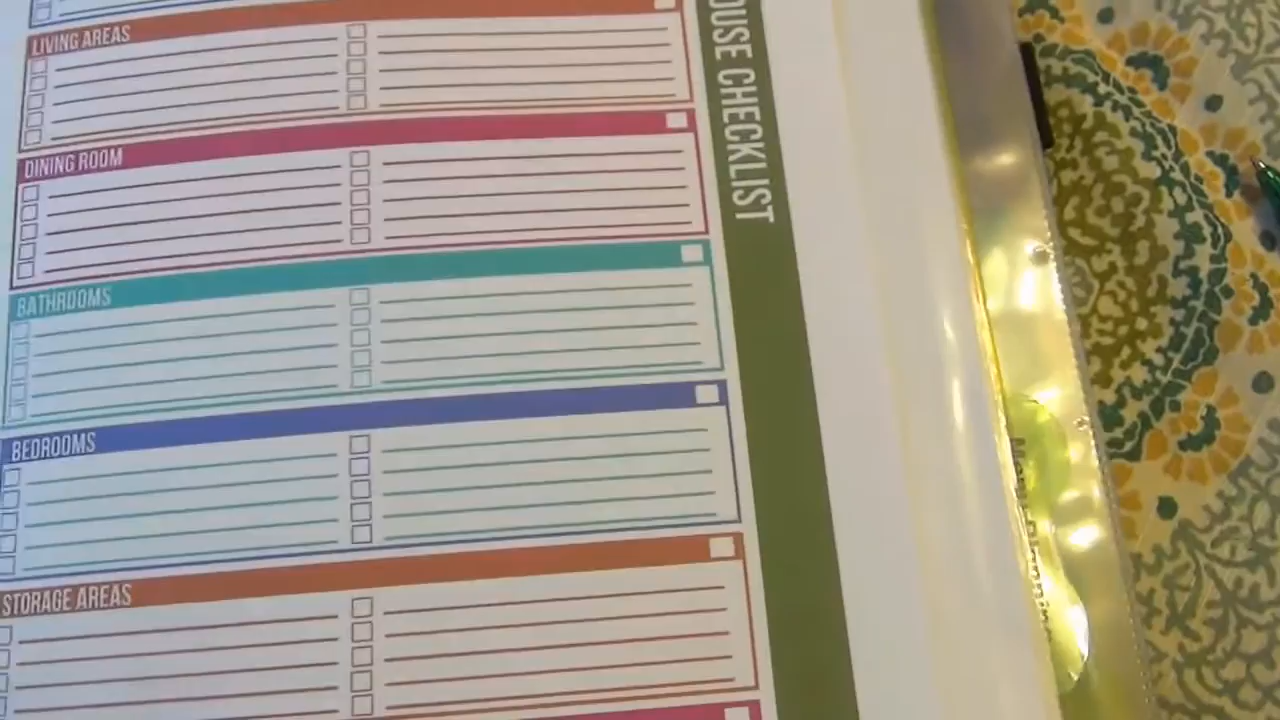 LIVING AREAS
DINING ROOM
BATHROOMS
BEDROOMS
STORAGE AREAS
OUSE CHECKLIST